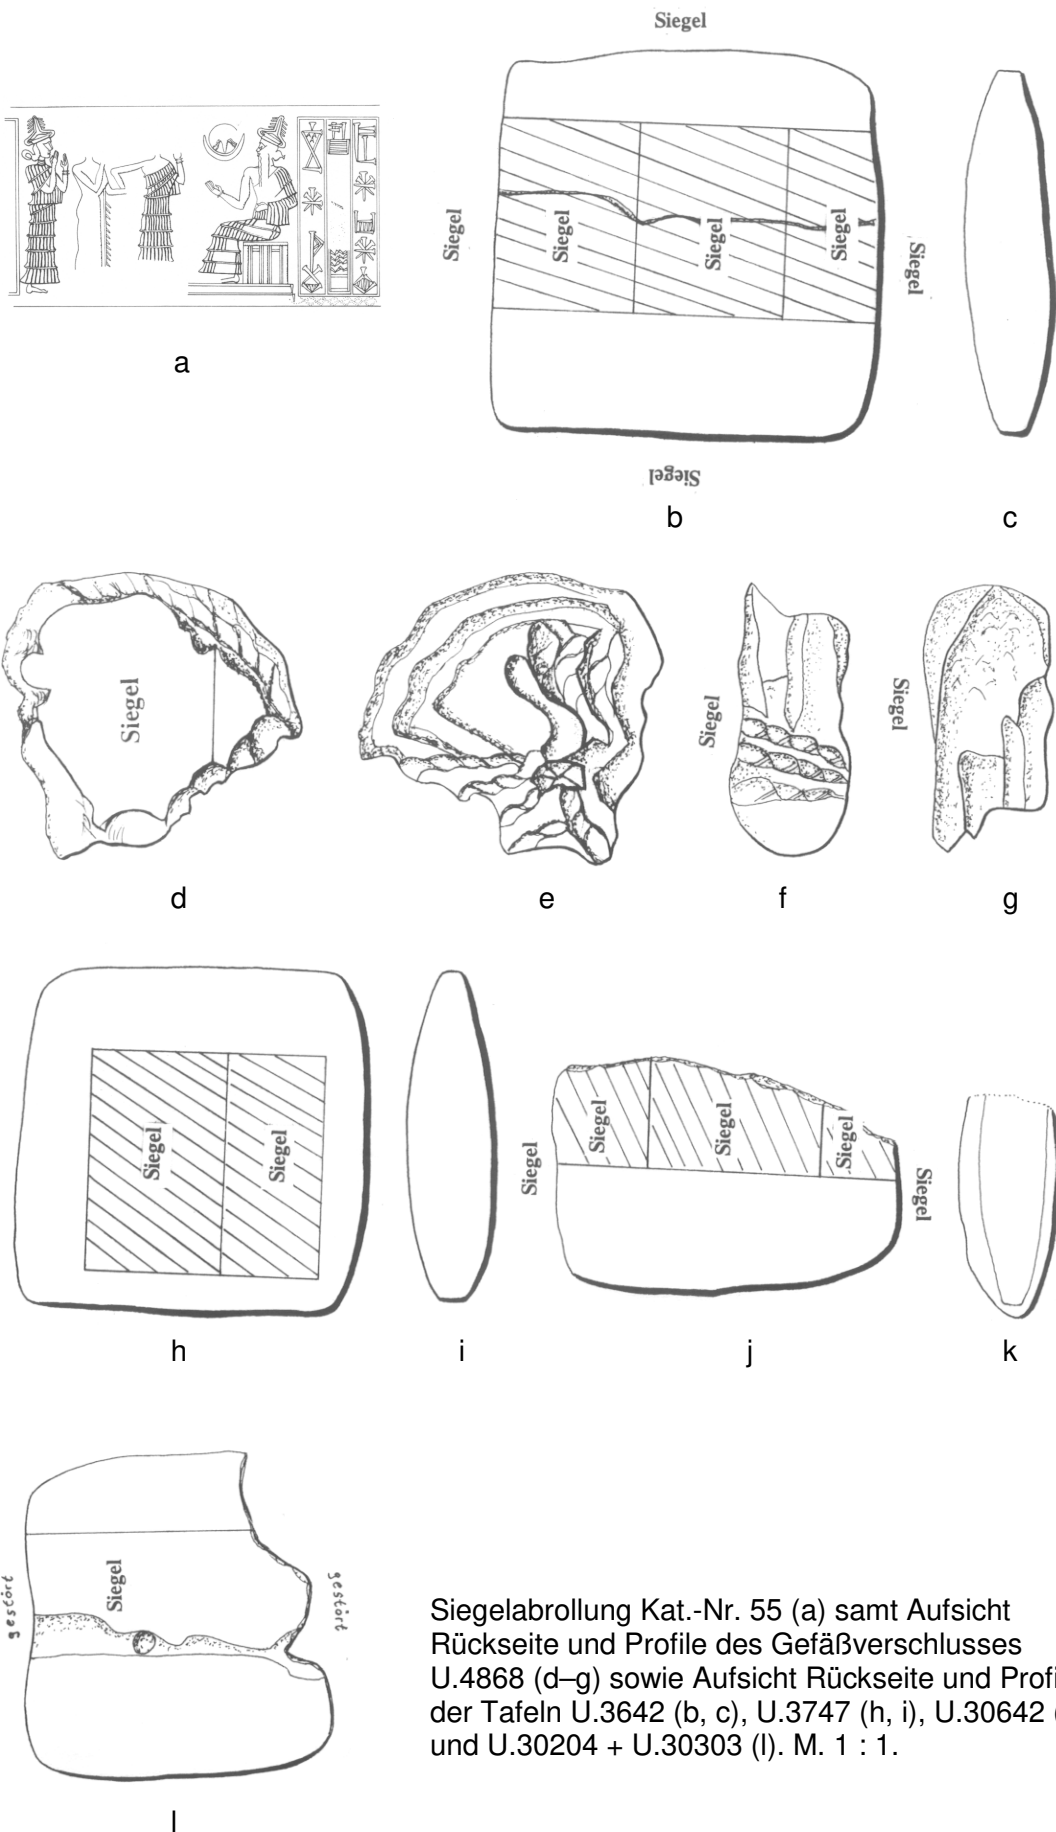 Siegel
Siegel
Siegel
Siegel
Siegel
Siegel
Siegel
a
b
c
Siegel
Siegel
Siegel
d
e
f
g
Siegel
Siegel
Siegel
Siegel
Siegel
Siegel
Siegel
h
i
j
k
Siegel
gestört
gestört
l
Siegelabrollung Kat.-Nr. 55 (a) samt Aufsicht
Rückseite und Profile des Gefäßverschlusses
U.4868 (d–g) sowie Aufsicht Rückseite und Profi
der Tafeln U.3642 (b, c), U.3747 (h, i), U.30642 (
und U.30204 + U.30303 (l). M. 1 : 1.